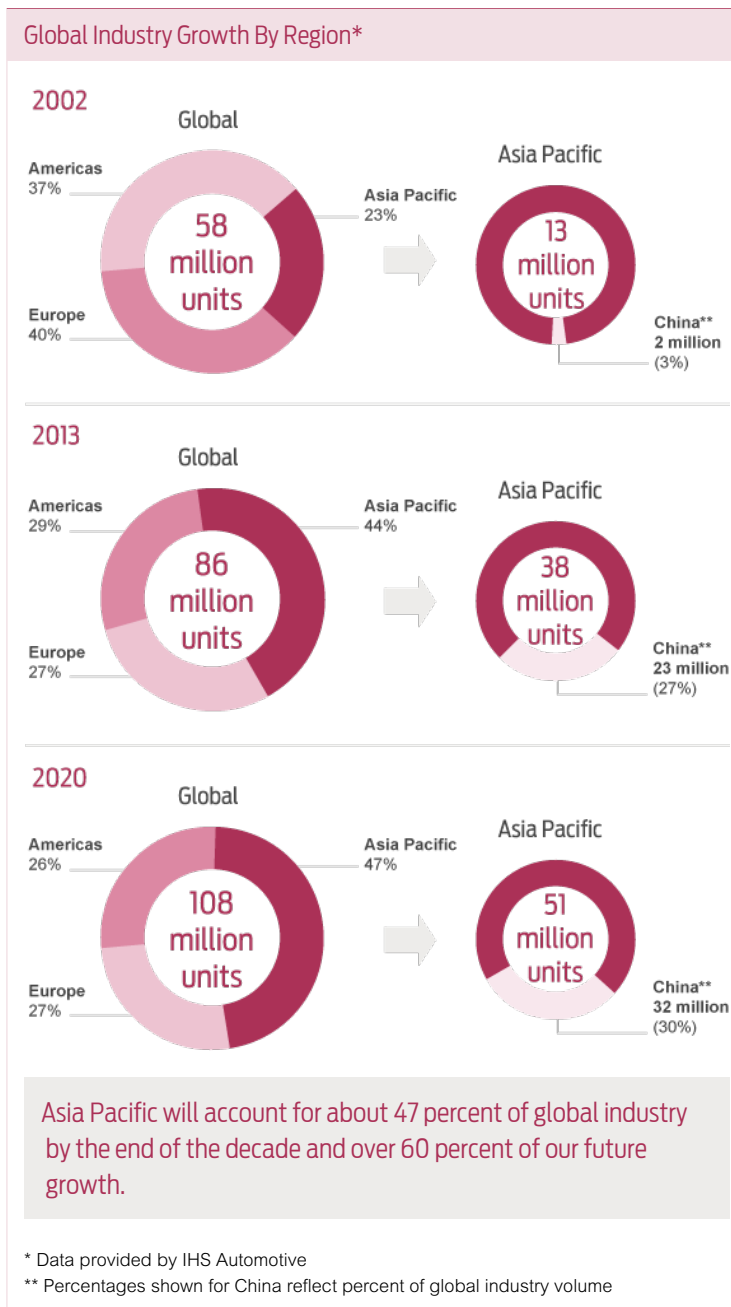 Global Industry Growth By Region*
2002
Global
Americas
37%
Asia Pacific
23%
Europe
40%
58
million
units
Asia Pacific
13
million
units
China**
2 million
(3%)
2013
Global
Americas
29%
Asia Pacific
44%
Europe
27%
86
million
units
Asia Pacific
38
million
units
China**
23 million
(27%)
2020
Global
Americas
26%
Asia Pacific
47%
Europe
27%
108
million
units
Asia Pacific
51
million
units
China**
32 million
(30%)
Asia Pacific will account for about 47 percent of global industry
by the end of the decade and over 60 percent of our future
growth.
* Data provided by IHS Automotive
** Percentages shown for China reflect percent of global industry volume